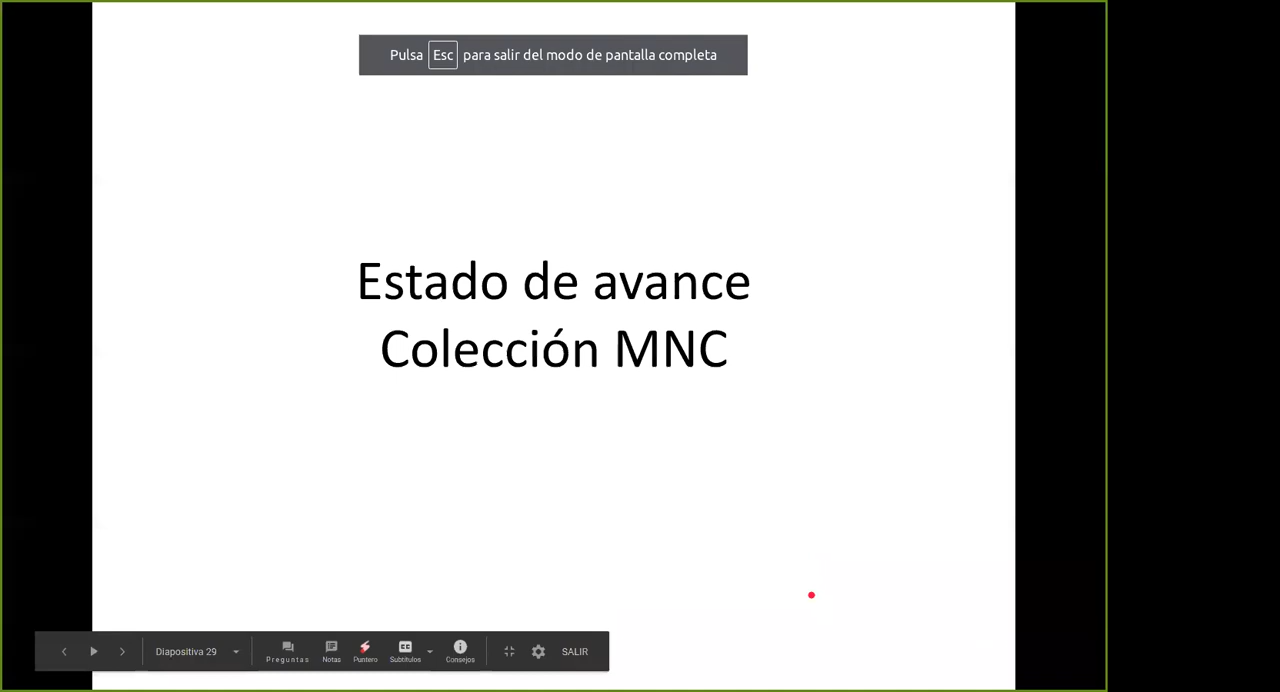 Pulsa Esc para salir del modo de pantalla completa
Estado de avance
Colección MNC
Diapositiva 29
Preguntas
Notas
Puntero
Subtítulos
Consejos
SALIR